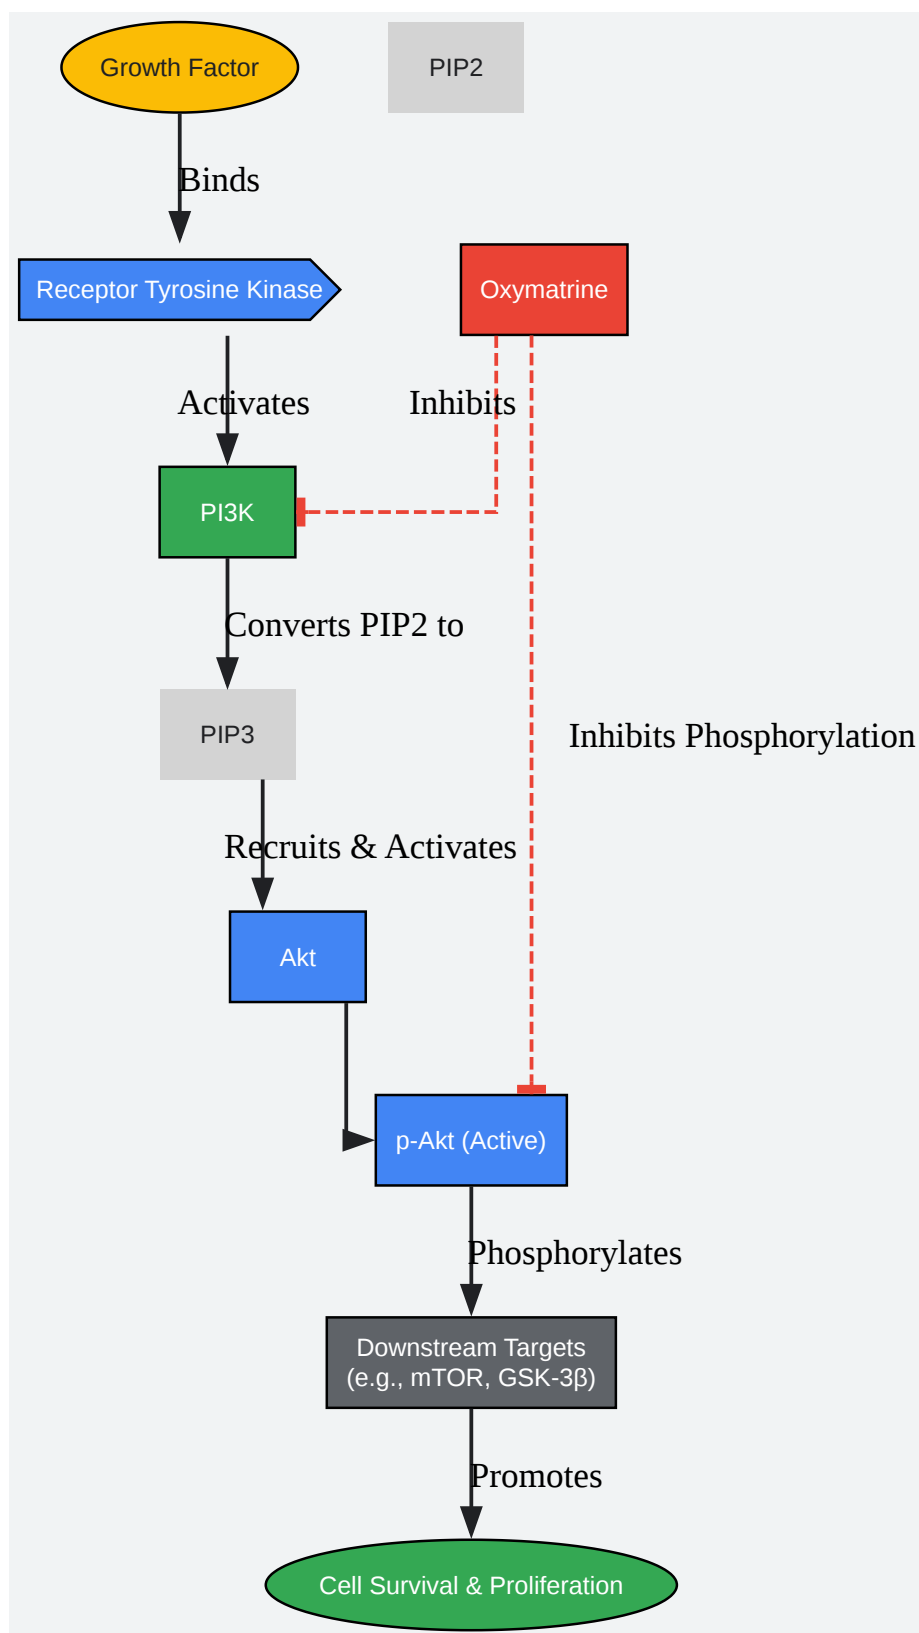 Growth Factor
PIP2
Binds
Receptor Tyrosine Kinase
Oxymatrine
Activates
Inhibits
PI3K
Converts PIP2 to
PIP3
Inhibits Phosphorylation
Recruits & Activates
Akt
p-Akt (Active)
Phosphorylates
Downstream Targets
(e.g., mTOR, GSK-3β)
Promotes
Cell Survival & Proliferation